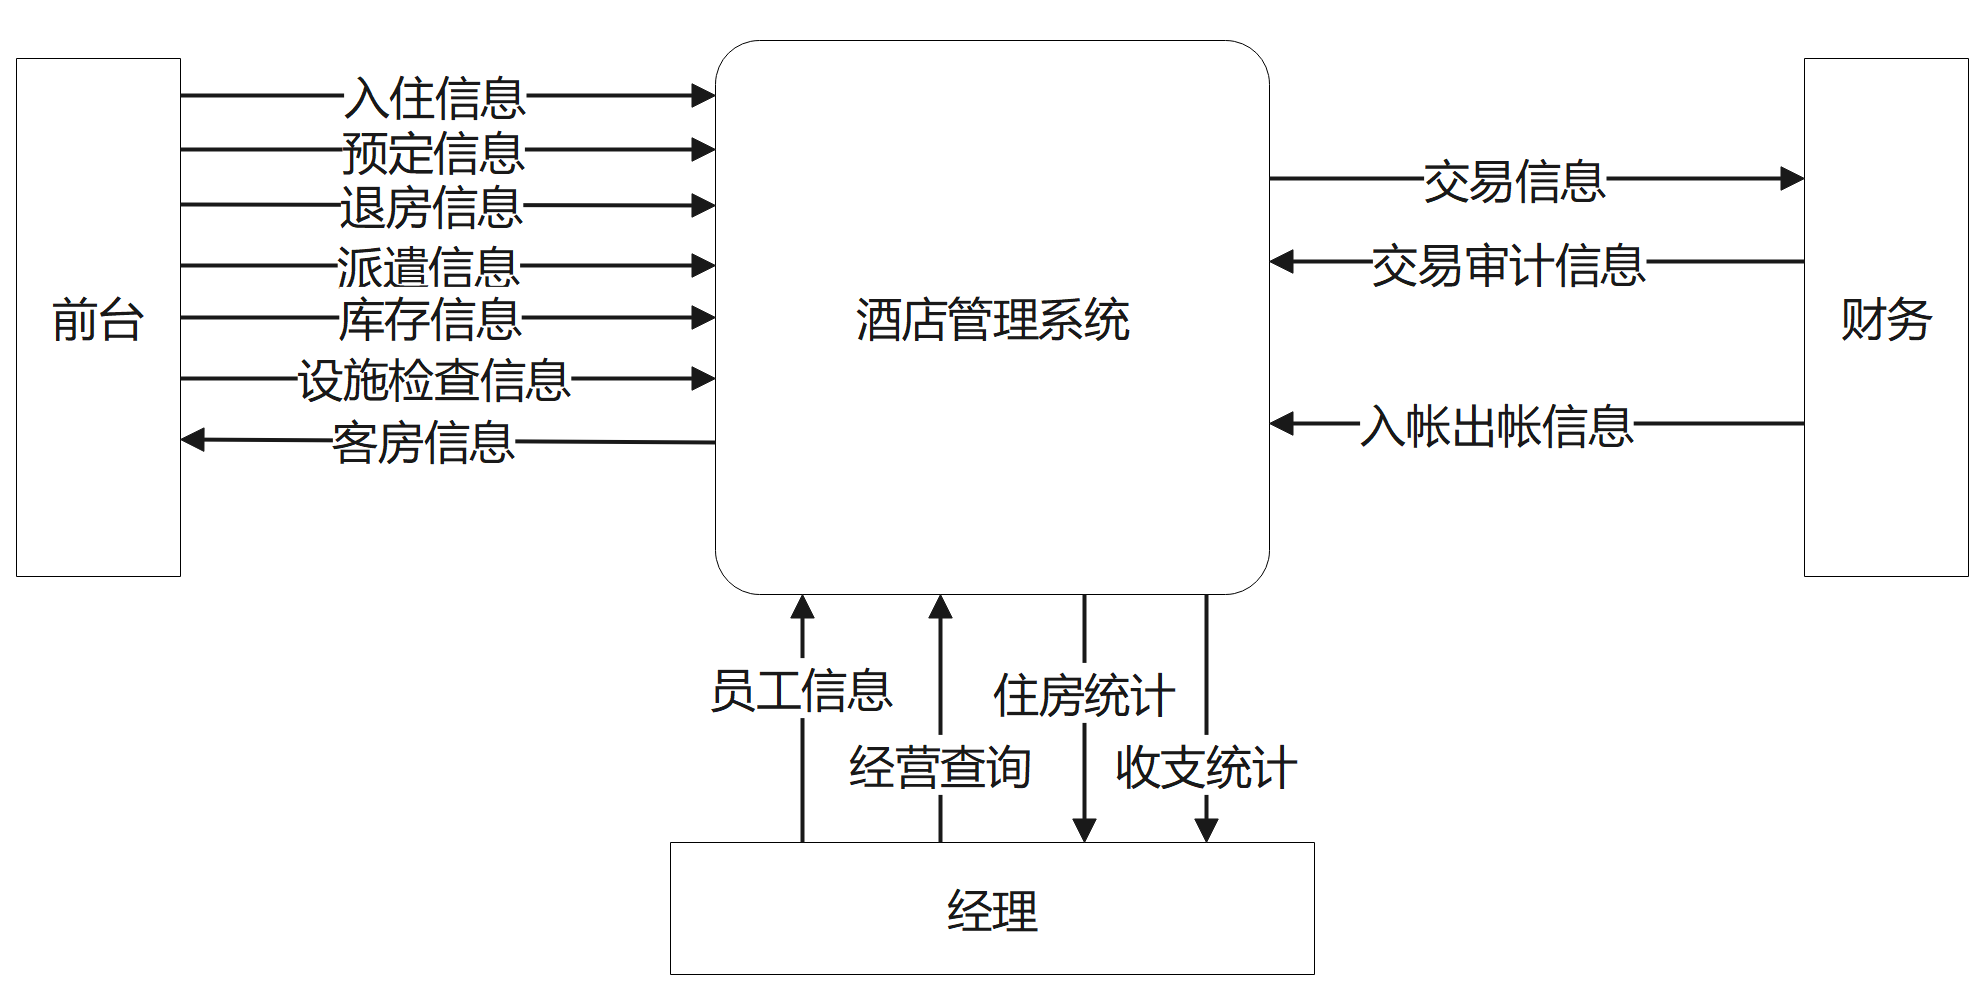 前台
入住信息
预定信息
退房信息
派遣信息
库存信息
设施检查信息
客房信息
酒店管理系统
交易信息
交易审计信息
入帐出帐信息
财务
员工信息
经营查询
住房统计
收支统计
经理